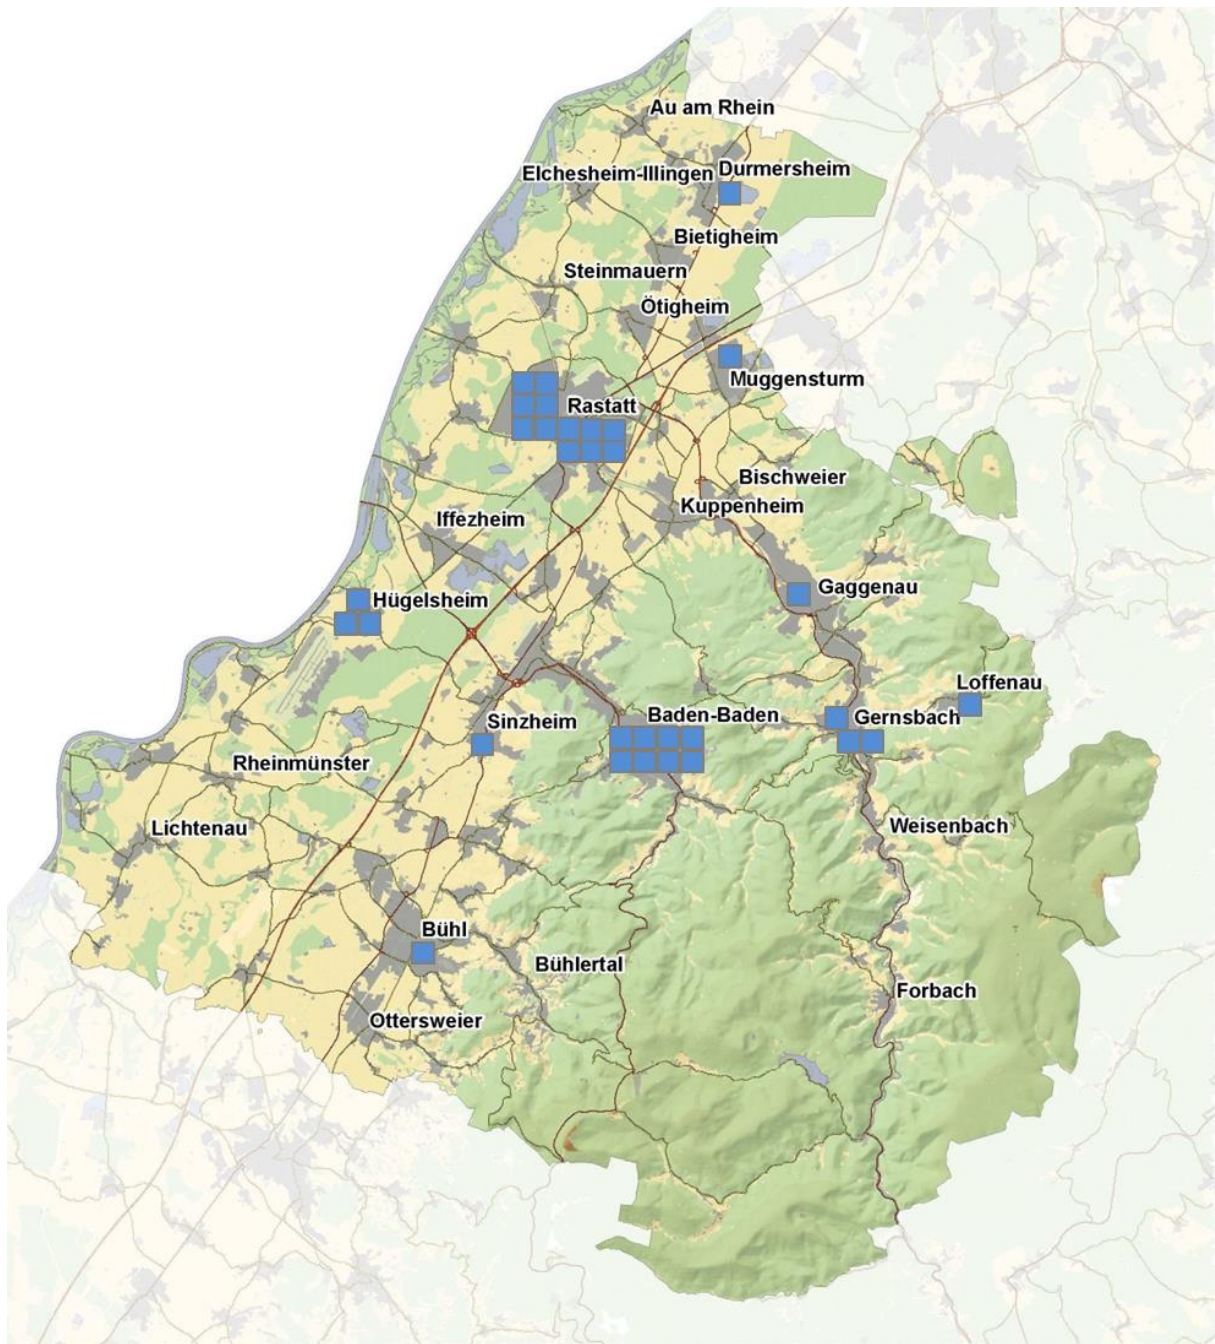 Au am Rhein
Elchesheim-Illingen
Durmersheim
Bietigheim
Steinmauern
Ötigheim
Muggensturm
Rastatt
Bischweier
Kuppenheim
Iffezheim
Gaggenau
Hügelsheim
Loffenau
Baden-Baden
Gernsbach
Sinzheim
Rheinmünster
Lichtenau
Weisenbach
Bühl
Bühlertal
Forbach
Ottersweier